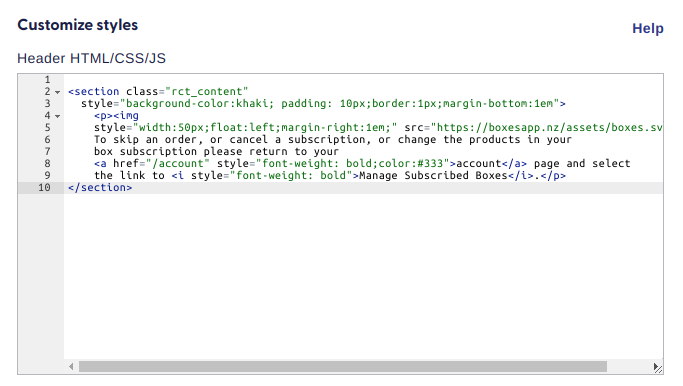 Customize styles
Help
Header HTML/CSS/JS
1
2 <section class="rct_content"
3 style="background-color:khaki; padding: 10px;border:1px;margin-bottom:1em">
4 <p><img
5 style="width:50px;float:left;margin-right:1em;" src="https://boxesapp.nz/assets/boxes.sv
6 To skip an order, or cancel a subscription, or change the products in your
7 box subscription please return to your
8 <a href="/account" style="font-weight: bold;color:#333">account</a> page and select
9 the link to <i style="font-weight: bold">Manage Subscribed Boxes</i>.</p>
10 </section>